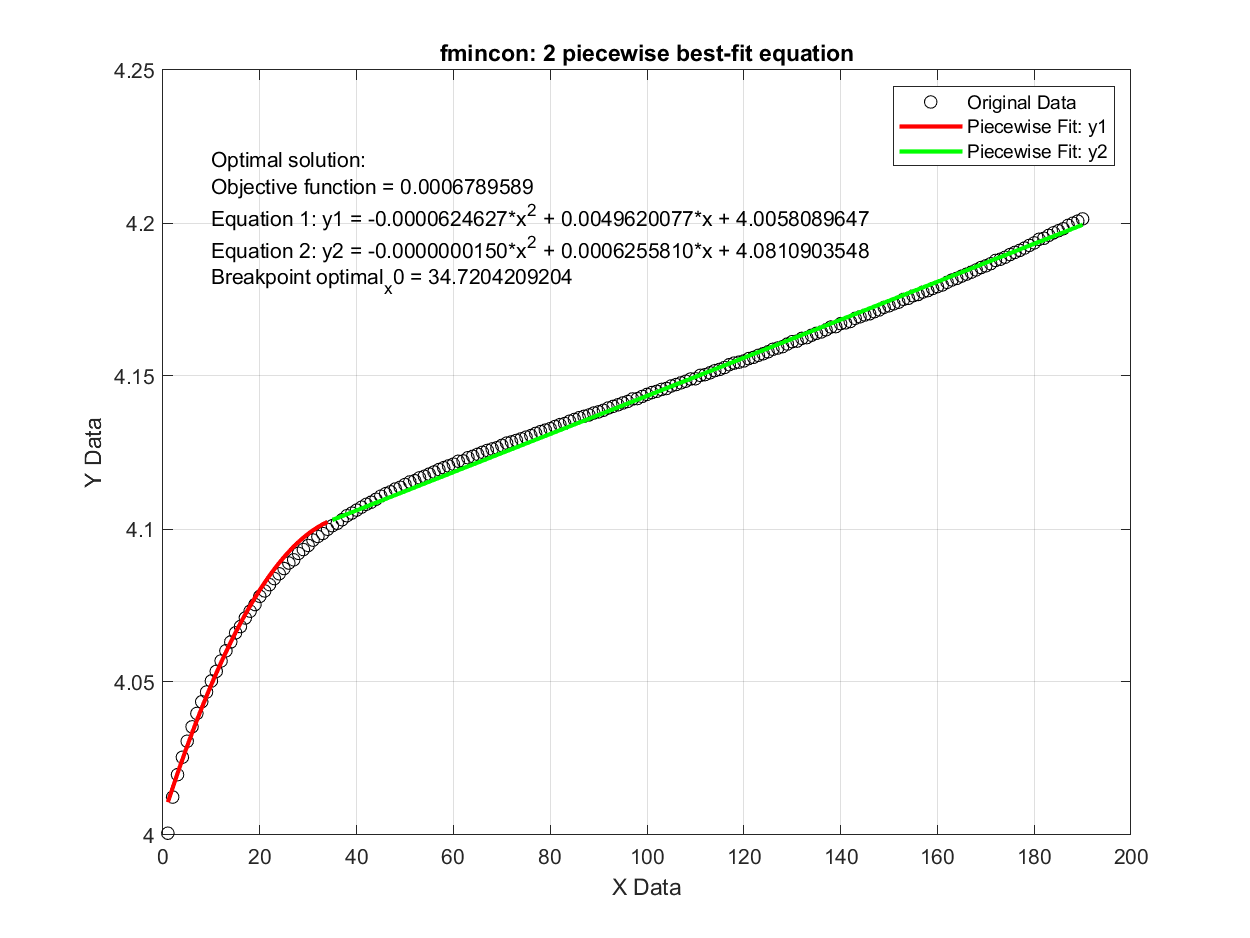 fmincon: 2 piecewise best-fit equation
4.25
Original Data
Piecewise Fit: y1
Piecewise Fit: y2
Optimal solution:
Objective function = 0.0006789589
Equation 1: y1 = -0.0000624627*x² + 0.0049620077*x + 4.0058089647
Equation 2: y2 = -0.0000000150*x² + 0.0006255810*x + 4.0810903548
Breakpoint optimalₓ0 = 34.7204209204
4.2
4.15
4.1
4.05
4
Y Data
0 20 40 60 80 100 120 140 160 180 200
X Data